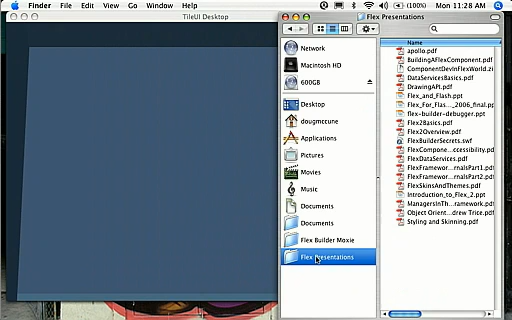 Finder File Edit View Go Window Help (100%) Mon 11:28 AM
TileUI Desktop
Flex Presentations
Name
Network
Macintosh HD
600GB
Desktop
dougmccune
Applications
Pictures
Movies
Music
Documents
Documents
Flex Builder Moxie
Flex Presentations
apollo.pdf
BuildingAFlexComponent.pdf
ComponentDevInFlexWorld.zi
DataServicesBasics.pdf
DrawingAPI.pdf
Flex_and_Flash.ppt
Flex_For_Flas..._2006_final.pp
flex-builder-debugger.ppt
Flex2Basics.pdf
Flex2Overview.pdf
FlexBuilderSecrets.swf
FlexCompone...ccessibility.pd
FlexDataServices.pdf
FlexFramewor...rnalsPart1.pdf
FlexFramewor...rnalsPart2.pdf
FlexSkinsAndThemes.pdf
Introduction_to_Flex_2.ppt
ManagersInTh...ramework.pdf
Object Orient...drew Trice.pdf
Styling and Skinning.pdf